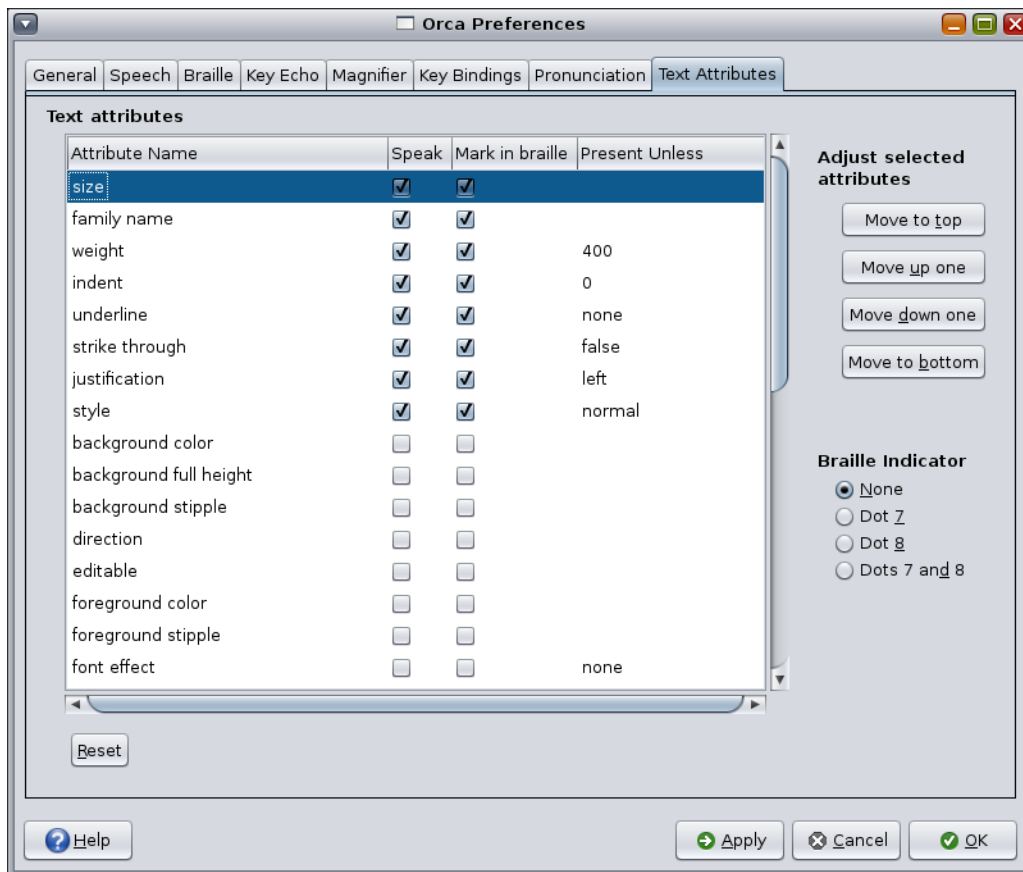 Orca Preferences
General Speech Braille Key Echo Magnifier Key Bindings Pronunciation Text Attributes
Text attributes
Attribute Name Speak Mark in braille Present Unless
size
family name
weight 400
indent 0
underline none
strike through false
justification left
style normal
background color
background full height
background stipple
direction
editable
foreground color
foreground stipple
font effect none
Adjust selected
attributes
Move to top
Move up one
Move down one
Move to bottom
Braille Indicator
None
Dot 7
Dot 8
Dots 7 and 8
Reset
Help Apply Cancel OK